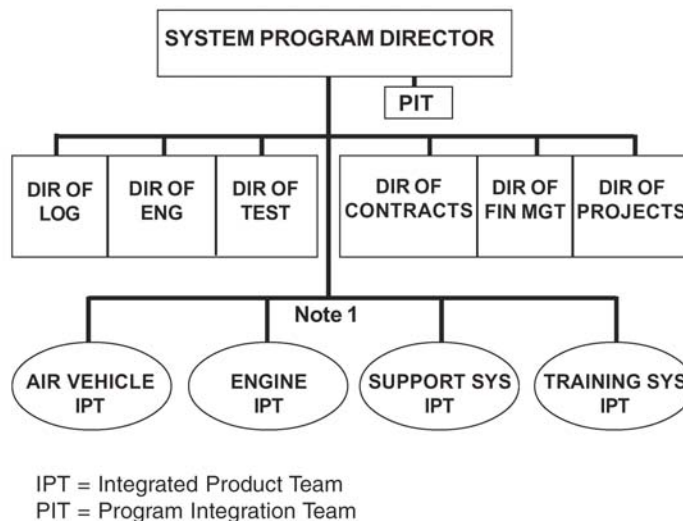 SYSTEM PROGRAM DIRECTOR
PIT
DIR OF
LOG
DIR OF
ENG
DIR OF
TEST
DIR OF
CONTRACTS
DIR OF
FIN MGT
DIR OF
PROJECTS
Note 1
AIR VEHICLE
IPT
ENGINE
IPT
SUPPORT SYS
IPT
TRAINING SYS
IPT
IPT = Integrated Product Team
PIT = Program Integration Team